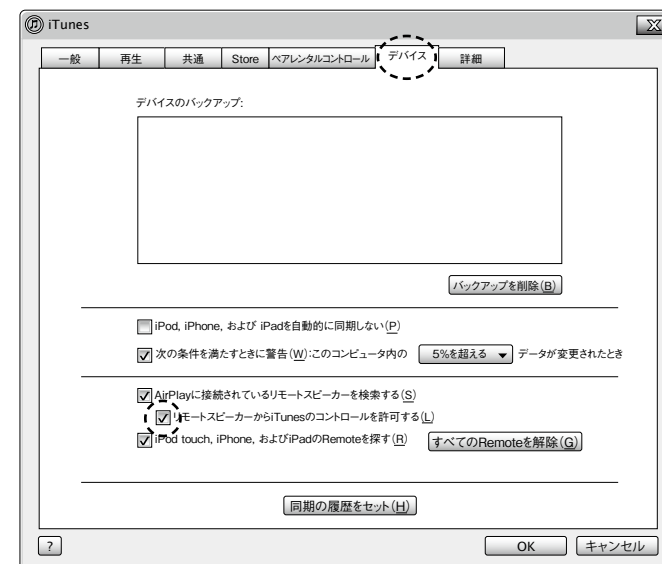 iTunes
一般 再生 共通 Store ペアレンタルコントロール デバイス 詳細
デバイスのバックアップ:
バックアップを削除(B)
iPod, iPhone, および iPadを自動的に同期しない(P)
次の条件を満たすときに警告(W):このコンピュータ内の 5%を超える データが変更されたとき
AirPlayに接続されているリモートスピーカーを検索する(S)
リモートスピーカーからiTunesのコントロールを許可する(L)
iPod touch, iPhone, およびiPadのRemoteを探す(R) すべてのRemoteを解除(G)
同期の履歴をセット(H)
? OK キャンセル